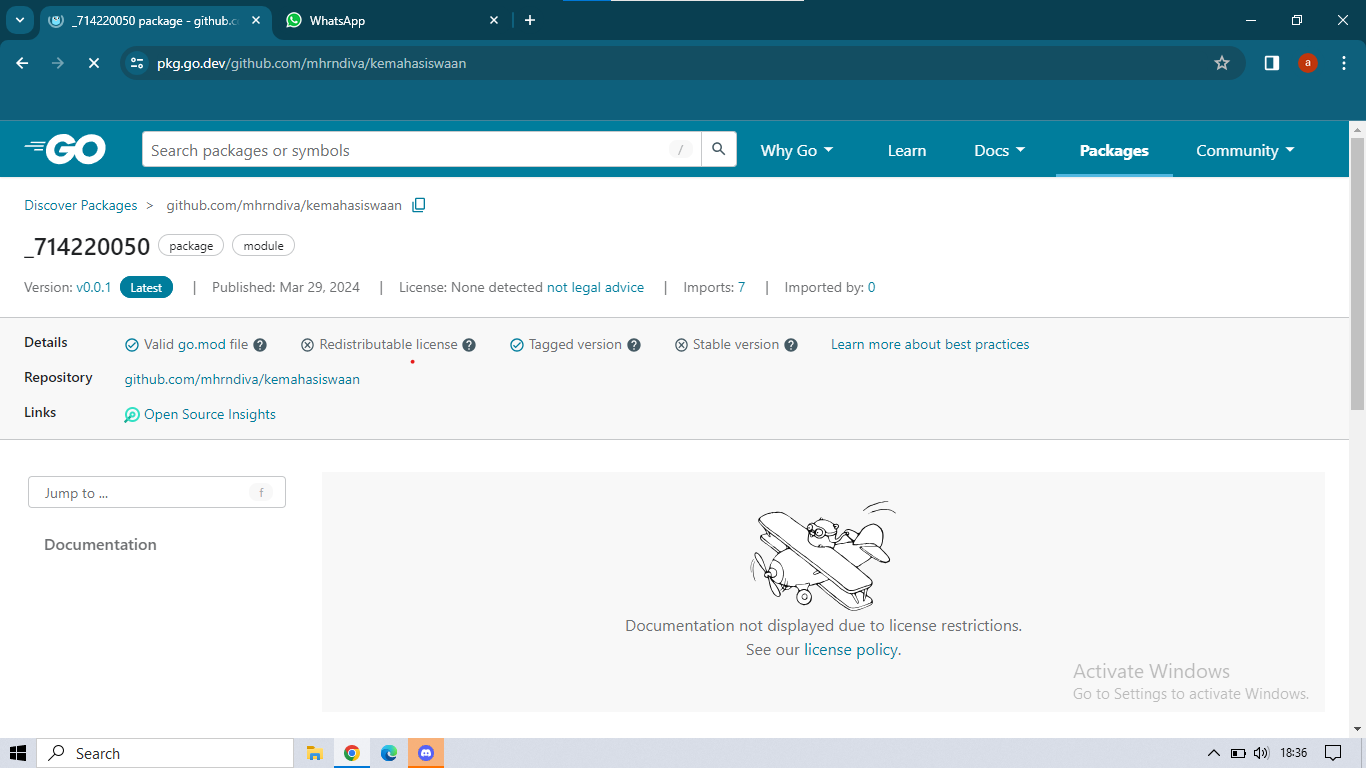 _714220050 package - github.c
WhatsApp
pkg.go.dev/github.com/mhrndiva/kemahasiswaan
a
GO
Search packages or symbols /
Why Go
Learn
Docs
Packages
Community
Discover Packages > github.com/mhrndiva/kemahasiswaan
_714220050 package module
Version: v0.0.1 Latest | Published: Mar 29, 2024 | License: None detected not legal advice | Imports: 7 | Imported by: 0
Details Valid go.mod file ? Redistributable license ? Tagged version ? Stable version ? Learn more about best practices
Repository github.com/mhrndiva/kemahasiswaan
Links Open Source Insights
Jump to ... f
Documentation
Documentation not displayed due to license restrictions.
See our license policy.
Activate Windows
Go to Settings to activate Windows.
Search
18:36